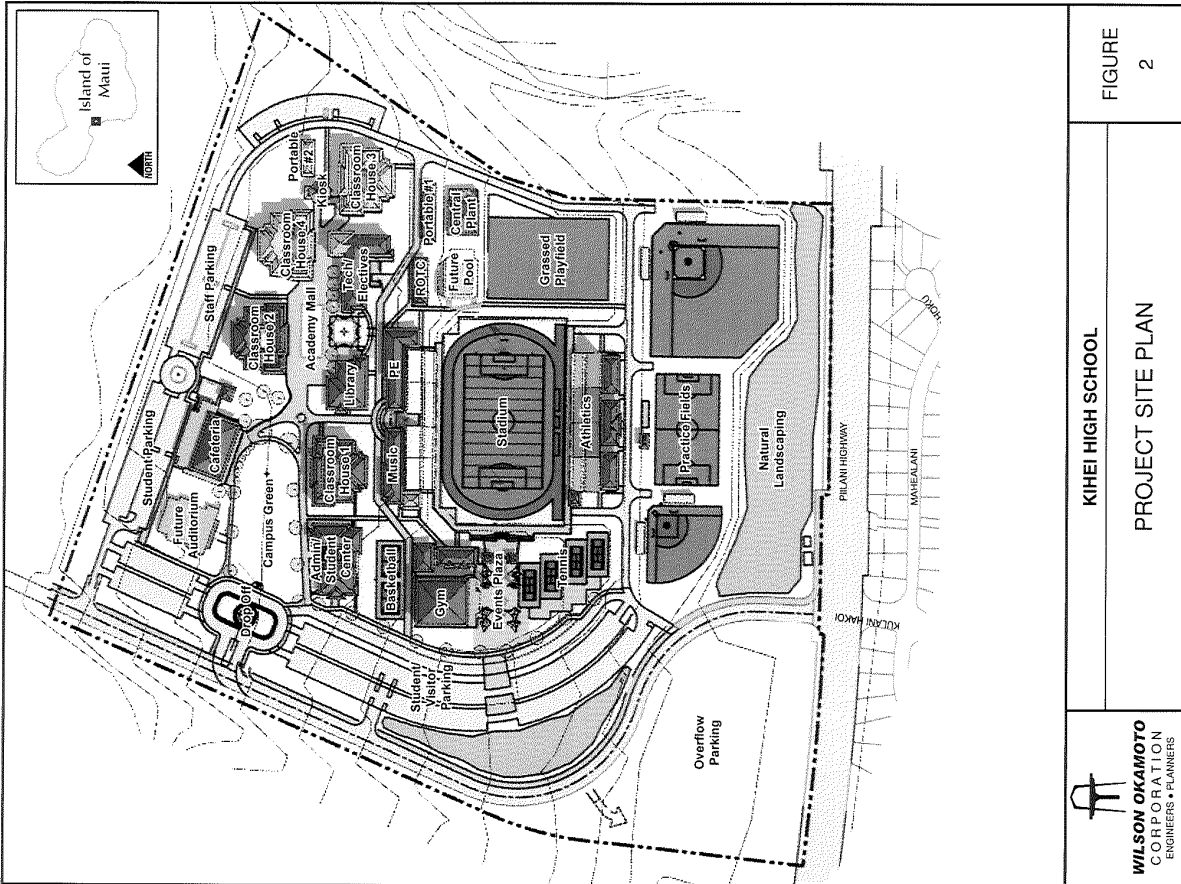 Island of
Maui
NORTH
Portable
#2
Kiosk
Classroom
House 3
Classroom
House 4
Staff Parking
Tech/
Electives
Portable #1
Central
Plant
ROTC
Future
Pool
Grassed
Playfield
Classroom
House 2
Academy Mall
Library
P.E
Student Parking
Cafeteria
Future
Auditorium
Campus Green
Classroom
House 1
Music
Stadium
Athletics
Practice Fields
Natural
Landscaping
Admin/
Student
Center
Basketball
Gym
Events Plaza
Tennis
Drop Off
Student/
Visitor
Parking
Overflow
Parking
PIILANI HIGHWAY
KULANI HAKOI
MAHEALANI
HOKU
WILSON OKAMOTO
CORPORATION
ENGINEERS • PLANNERS
KIHEI HIGH SCHOOL
PROJECT SITE PLAN
FIGURE
2